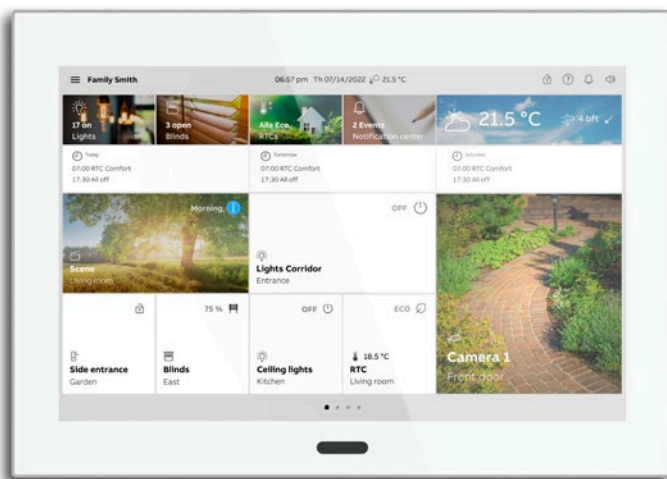 Family Smith
06:57 pm Th 07/14/2022 21.5 °C
17 on
Lights
3 open
Blinds
Alle Eco
RTCs
2 Events
Notification center
21.5 °C
4 bft
Today
07:00 RTC Comfort
17:30 All off
Tomorrow
07:00 RTC Comfort
17:30 All off
Saturday
07:00 RTC Comfort
17:30 All off
Morning,
Scene
Living room
OFF
Lights Corridor
Entrance
Side entrance
Garden
75 %
Blinds
East
OFF
Ceiling lights
Kitchen
ECO
18.5 °C
RTC
Living room
Camera 1
Front door